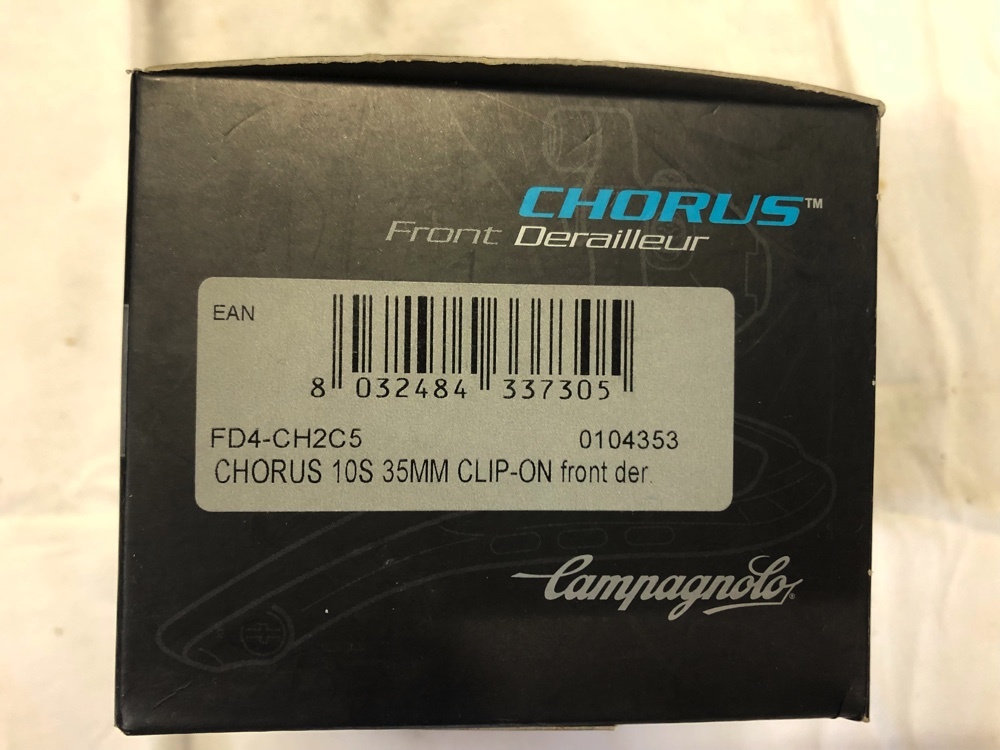 CHORUS™
Front Derailleur
EAN
8 032484 337305
FD4-CH2C5 0104353
CHORUS 10S 35MM CLIP-ON front der.
Campagnolo®